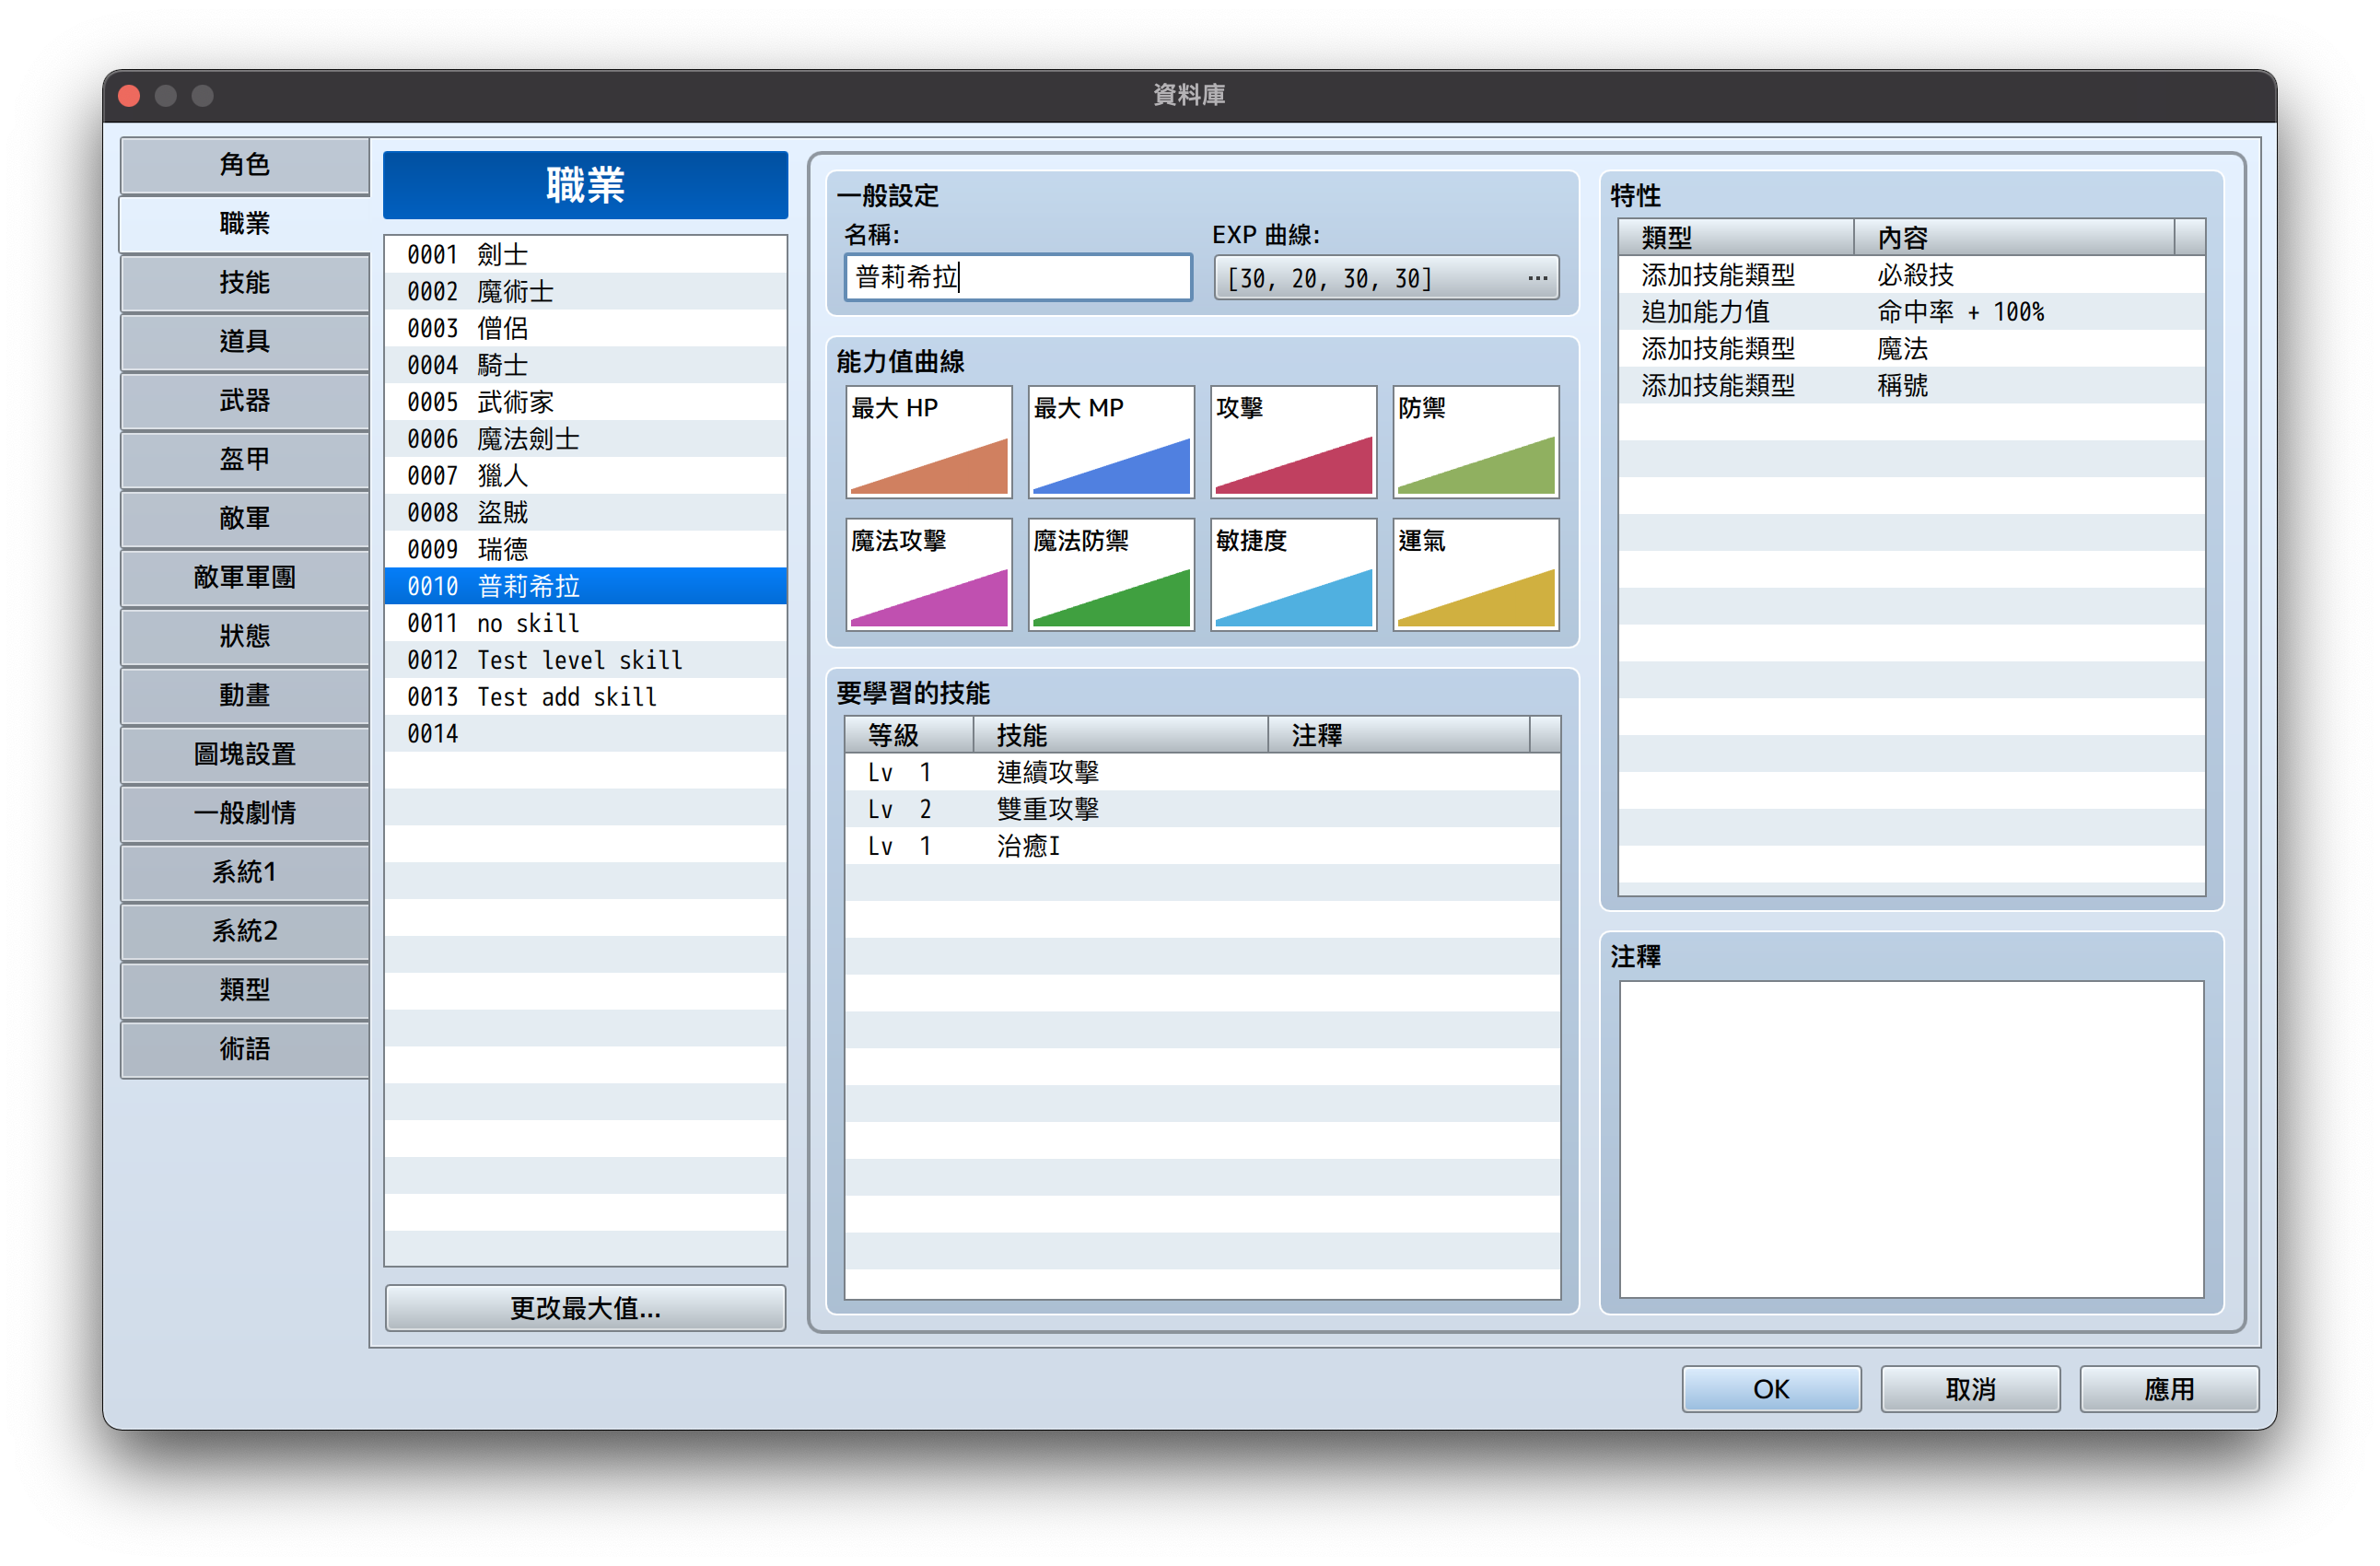 資料庫
角色
職業
技能
道具
武器
盔甲
敵軍
敵軍軍團
狀態
動畫
圖塊設置
一般劇情
系統1
系統2
類型
術語
職業
0001 劍士
0002 魔術士
0003 僧侶
0004 騎士
0005 武術家
0006 魔法劍士
0007 獵人
0008 盜賊
0009 瑞德
0010 普莉希拉
0011 no skill
0012 Test level skill
0013 Test add skill
0014
更改最大值...
一般設定
名稱: EXP 曲線:
普莉希拉 [30, 20, 30, 30] ...
能力值曲線
最大 HP 最大 MP 攻擊 防禦
魔法攻擊 魔法防禦 敏捷度 運氣
要學習的技能
等級 技能 注釋
Lv 1 連續攻擊
Lv 2 雙重攻擊
Lv 1 治癒I
特性
類型 內容
添加技能類型 必殺技
追加能力值 命中率 + 100%
添加技能類型 魔法
添加技能類型 稱號
注釋
OK 取消 應用